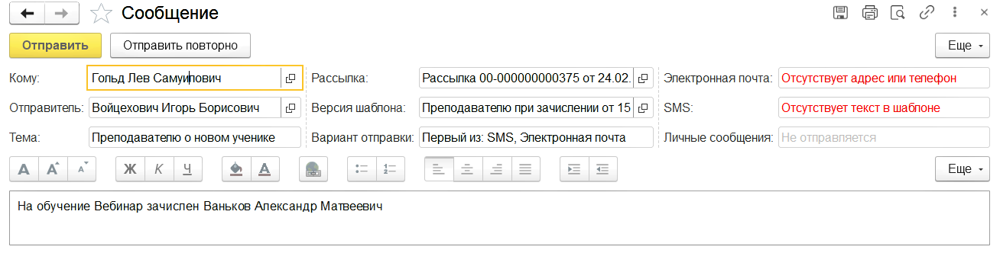 Сообщение
Отправить Отправить повторно Еще
Кому: Гольд Лев Самуилович Рассылка: Рассылка 00-000000000375 от 24.02. Электронная почта: Отсутствует адрес или телефон
Отправитель: Войцехович Игорь Борисович Версия шаблона: Преподавателю при зачислении от 15 SMS: Отсутствует текст в шаблоне
Тема: Преподавателю о новом ученике Вариант отправки: Первый из: SMS, Электронная почта Личные сообщения: Не отправляется
А А А Ж К Ч А Еще
На обучение Вебинар зачислен Ваньков Александр Матвеевич